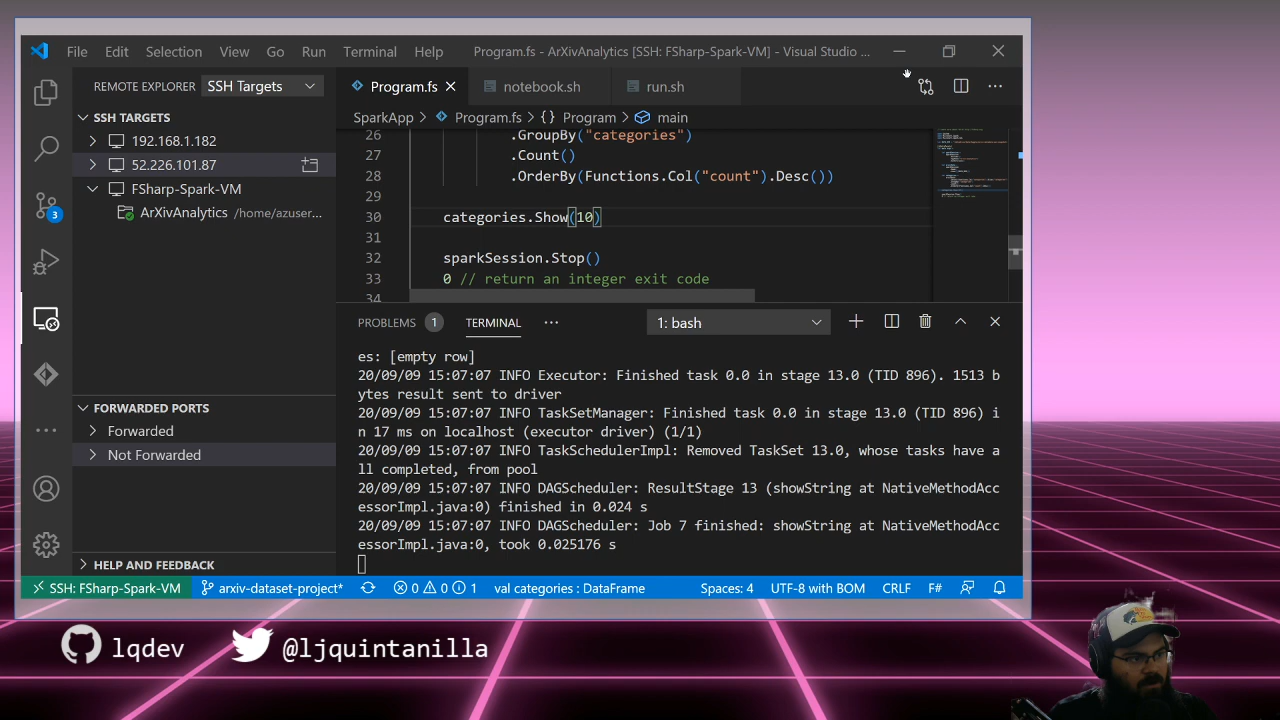 File Edit Selection View Go Run Terminal Help Program.fs - ArXivAnalytics [SSH: FSharp-Spark-VM] - Visual Studio ...
REMOTE EXPLORER SSH Targets
Program.fs notebook.sh run.sh
SSH TARGETS
192.168.1.182
52.226.101.87
FSharp-Spark-VM
ArXivAnalytics /home/azuser...
3
FORWARDED PORTS
Forwarded
Not Forwarded
HELP AND FEEDBACK
SparkApp Program.fs {} Program main
26 .GroupBy("categories")
27 .Count()
28 .OrderBy(Functions.Col("count").Desc())
30 categories.Show(10)
31
32 sparkSession.Stop()
33 0 // return an integer exit code
34
PROBLEMS 1 TERMINAL ... 1: bash
es: [empty row]
20/09/09 15:07:07 INFO Executor: Finished task 0.0 in stage 13.0 (TID 896). 1513 b
ytes result sent to driver
20/09/09 15:07:07 INFO TaskSetManager: Finished task 0.0 in stage 13.0 (TID 896) i
n 17 ms on localhost (executor driver) (1/1)
20/09/09 15:07:07 INFO TaskSchedulerImpl: Removed TaskSet 13.0, whose tasks have a
ll completed, from pool
20/09/09 15:07:07 INFO DAGScheduler: ResultStage 13 (showString at NativeMethodAcc
essorImpl.java:0) finished in 0.024 s
20/09/09 15:07:07 INFO DAGScheduler: Job 7 finished: showString at NativeMethodAcc
essorImpl.java:0, took 0.025176 s
SSH: FSharp-Spark-VM arxiv-dataset-project* 0 0 1 val categories : DataFrame Spaces: 4 UTF-8 with BOM CRLF F#
lqdev @ljquintanilla